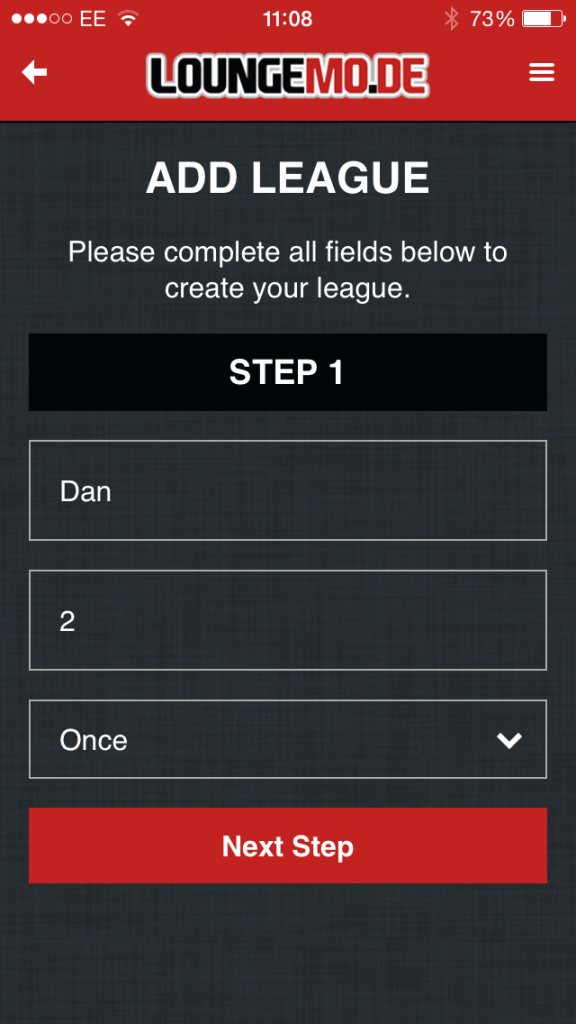 EE 11:08 73%
LOUNGEMO.DE
ADD LEAGUE
Please complete all fields below to
create your league.
STEP 1
Dan
2
Once
Next Step